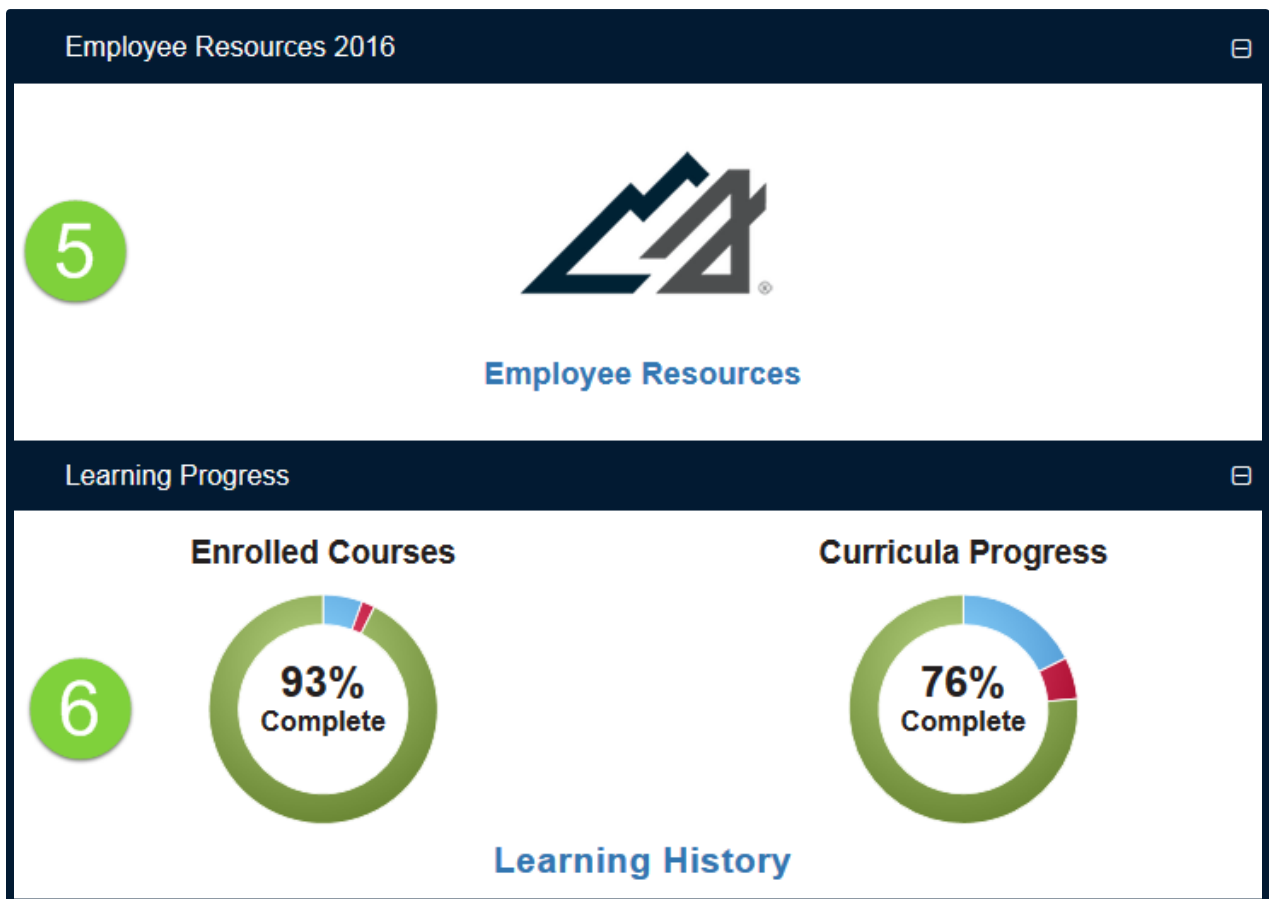 Employee Resources 2016
5
®
Employee Resources
Learning Progress
Enrolled Courses
Curricula Progress
6
93%
Complete
76%
Complete
Learning History